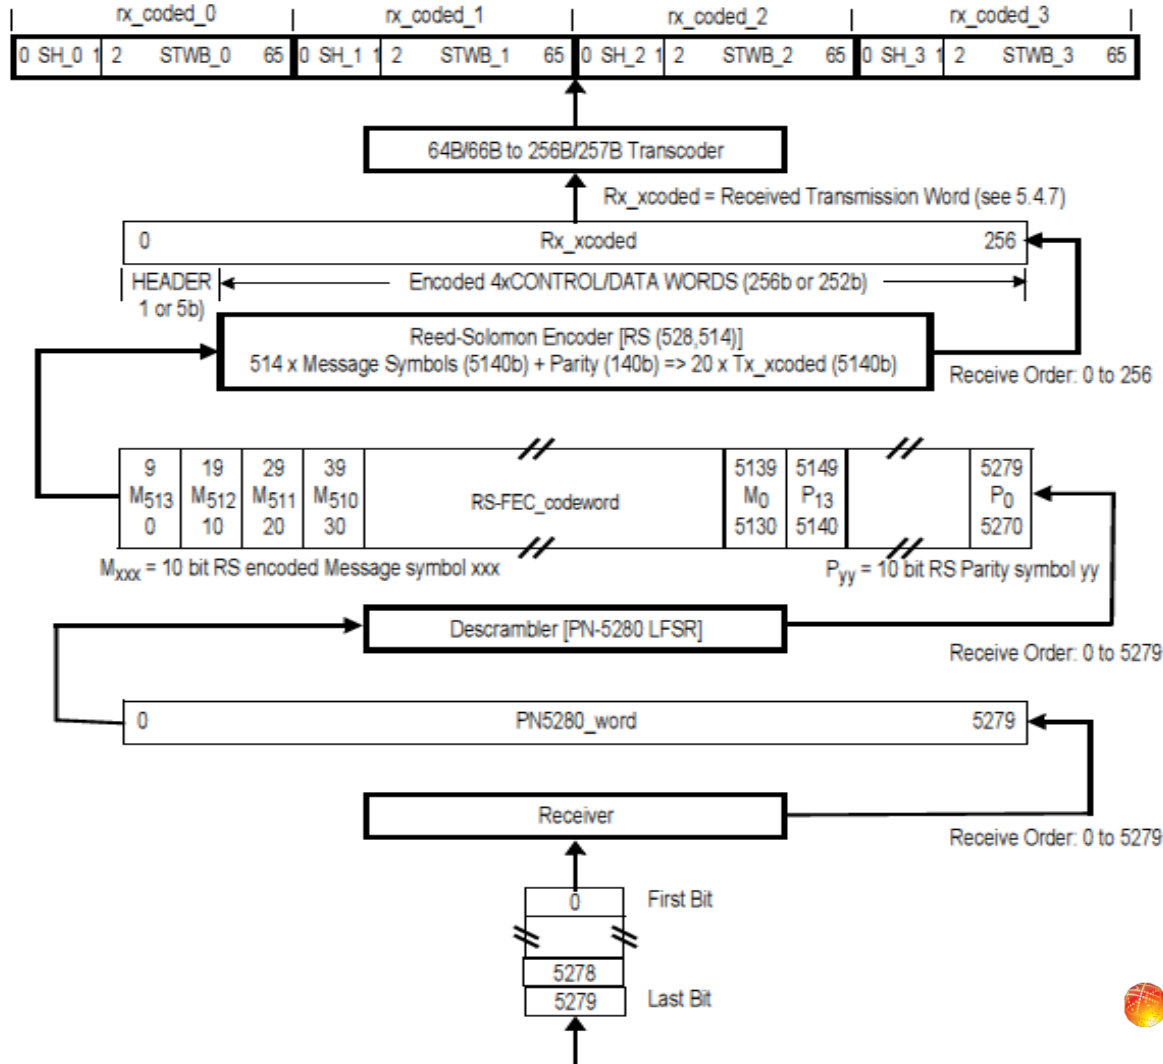 rx_coded_0 rx_coded_1 rx_coded_2 rx_coded_3
0 SH_0 1 2 STWB_0 65 0 SH_1 1 2 STWB_1 65 0 SH_2 1 2 STWB_2 65 0 SH_3 1 2 STWB_3 65
64B/66B to 256B/257B Transcoder
Rx_xcoded = Received Transmission Word (see 5.4.7)
0 Rx_xcoded 256
HEADER Encoded 4xCONTROL/DATA WORDS (256b or 252b)
1 or 5b)
Reed-Solomon Encoder [RS (528,514)]
514 x Message Symbols (5140b) + Parity (140b) => 20 x Tx_xcoded (5140b)
Receive Order: 0 to 256
9 19 29 39 5139 5149 5279
M513 M512 M511 M510 RS-FEC_codeword M0 P13 P0
0 10 20 30 5130 5140 5270
Mxxx = 10 bit RS encoded Message symbol xxx Pyy = 10 bit RS Parity symbol yy
Descrambler [PN-5280 LFSR]
Receive Order: 0 to 5279
0 PN5280_word 5279
Receiver
Receive Order: 0 to 5279
0 First Bit
5278
5279 Last Bit